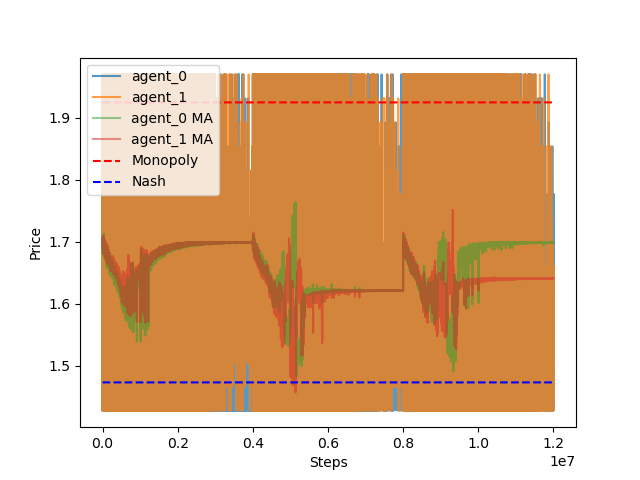 agent_0
agent_1
agent_0 MA
agent_1 MA
Monopoly
Nash
Price
1.9
1.8
1.7
1.6
1.5
0.0 0.2 0.4 0.6 0.8 1.0 1.2
1e7
Steps